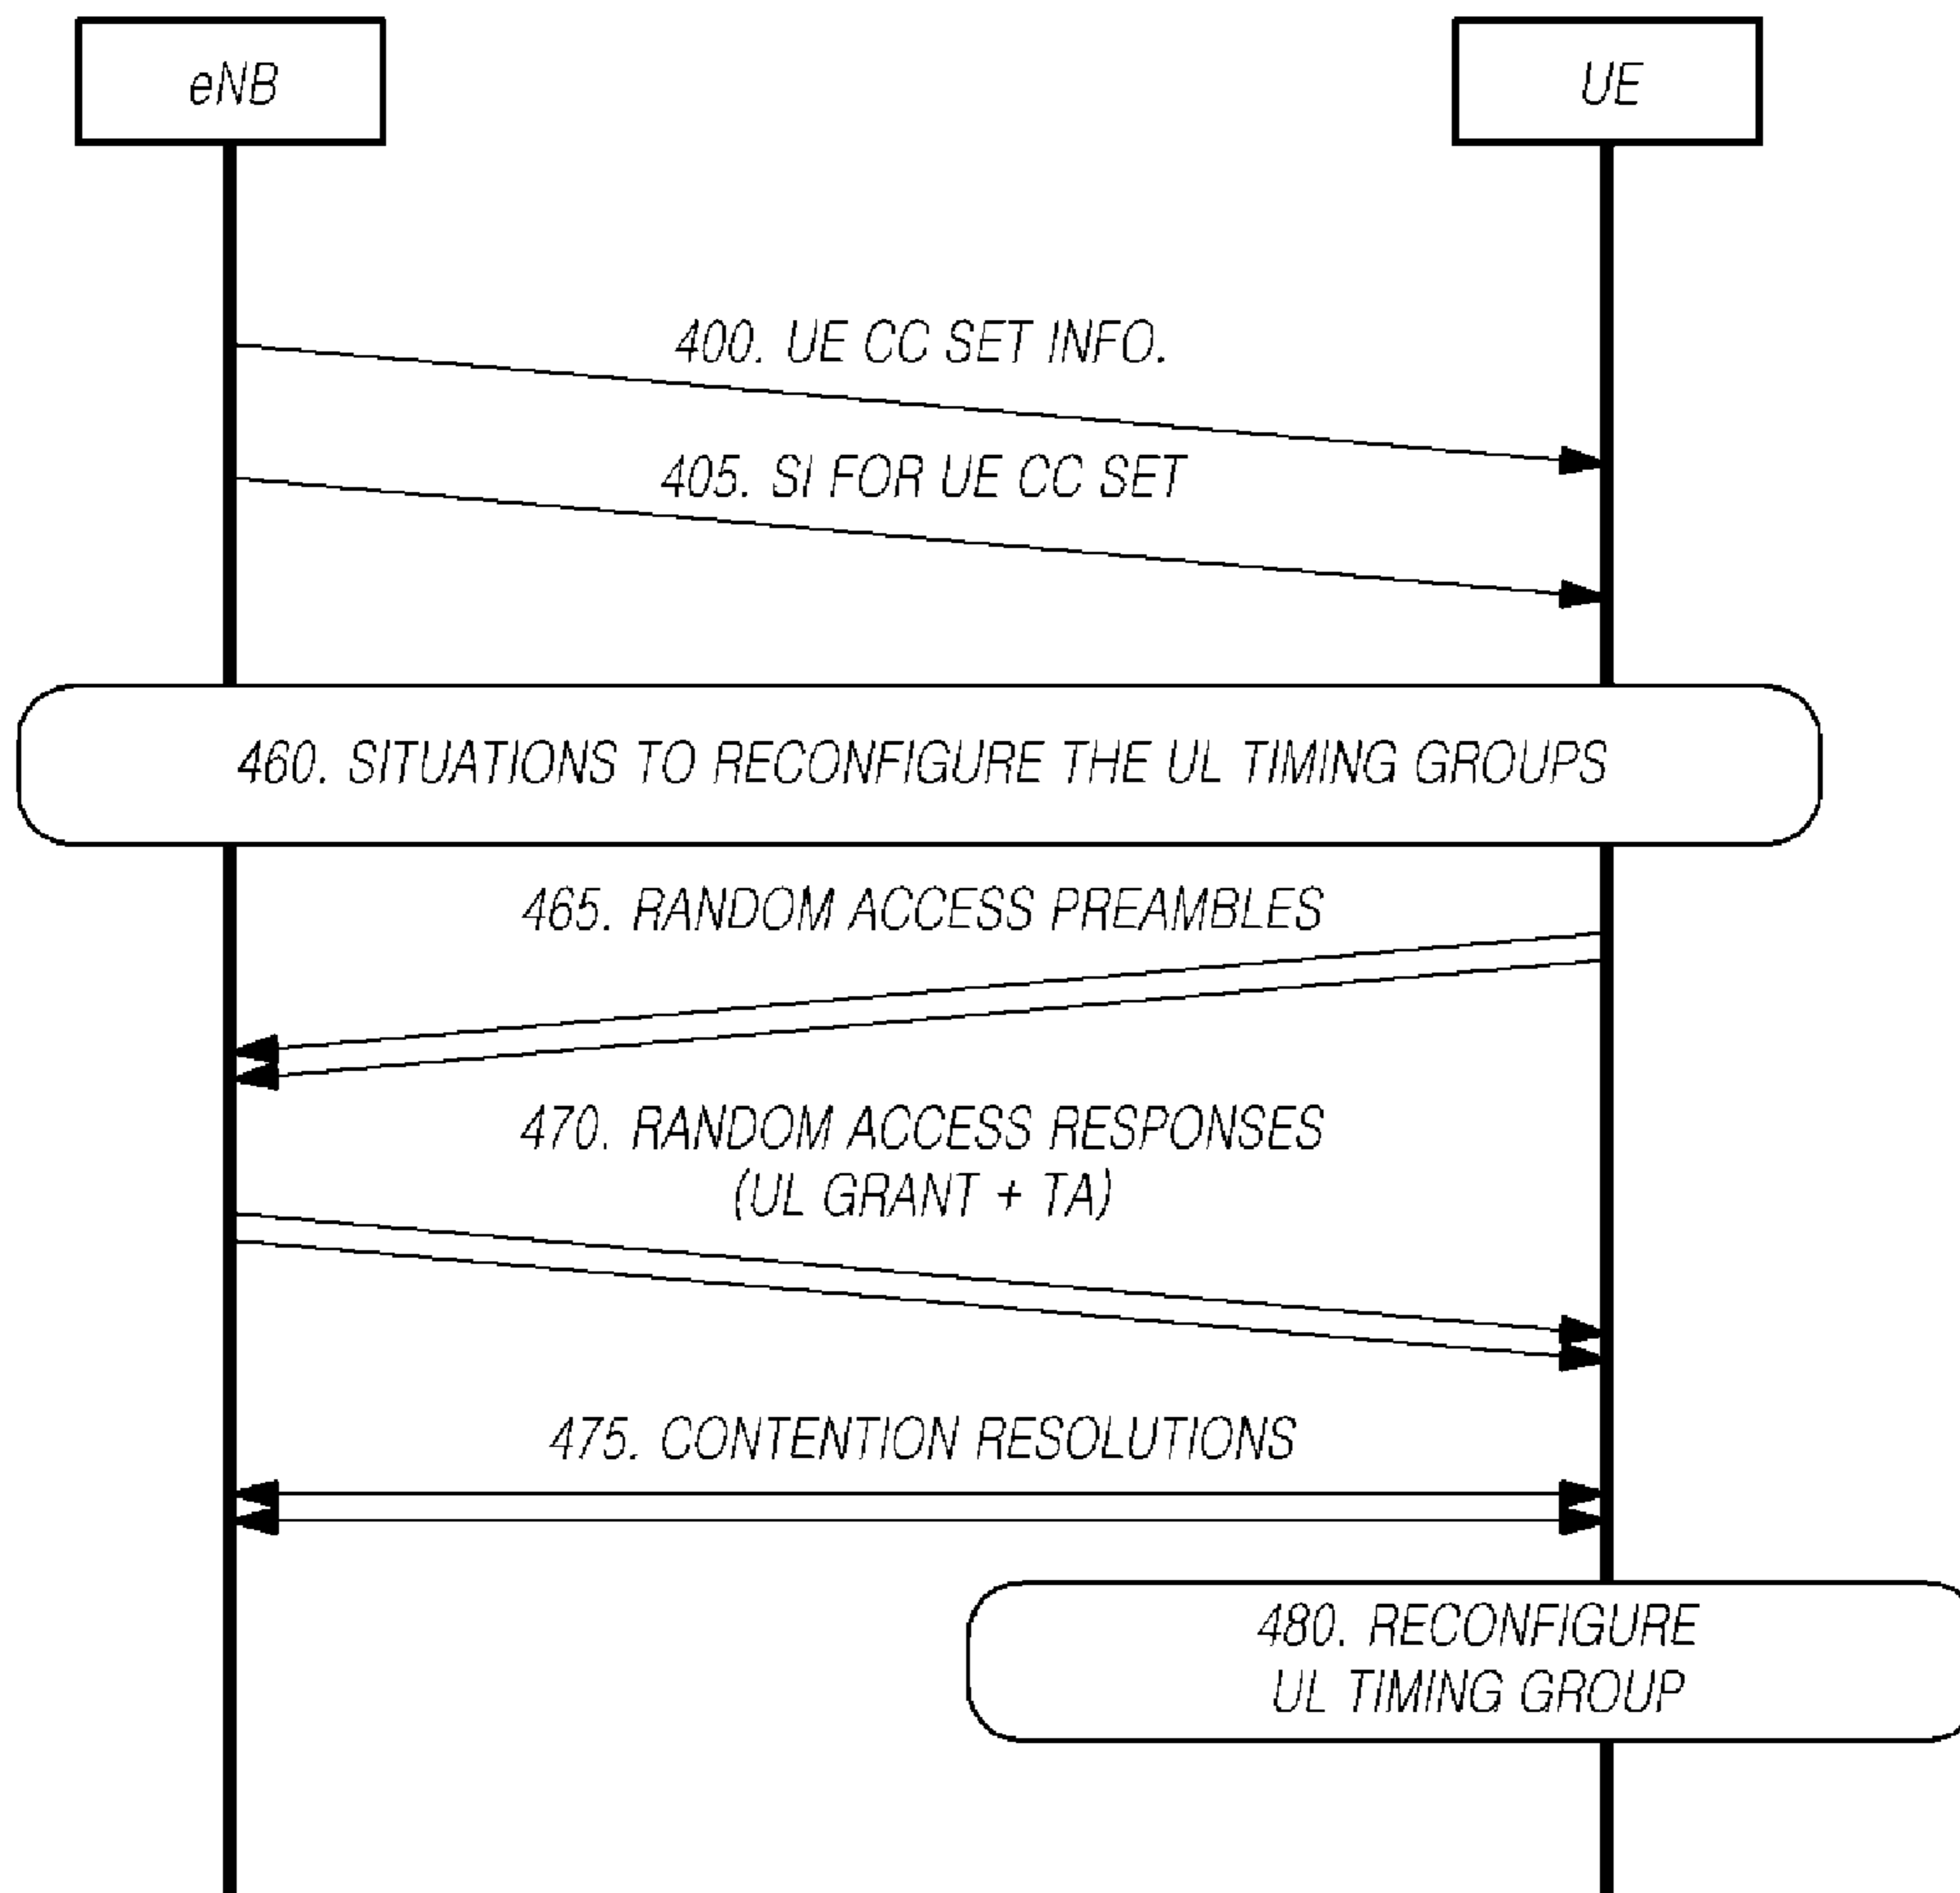 eNB
UE
400. UE CC SET INFO.
405. SI FOR UE CC SET
460. SITUATIONS TO RECONFIGURE THE UL TIMING GROUPS
465. RANDOM ACCESS PREAMBLES
470. RANDOM ACCESS RESPONSES
(UL GRANT + TA)
475. CONTENTION RESOLUTIONS
480. RECONFIGURE
UL TIMING GROUP